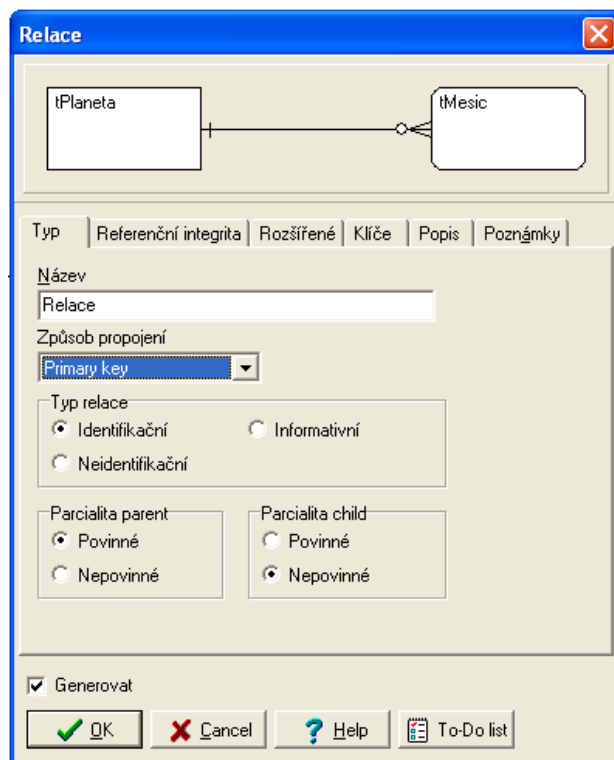 Relace
tPlaneta
tMesic
Typ
Referenční integrita
Rozšířené
Klíče
Popis
Poznámky
Název
Relace
Způsob propojení
Primary key
Typ relace
Identifikační
Informativní
Neidentifikační
Parcialita parent
Parcialita child
Povinné
Povinné
Nepovinné
Nepovinné
Generovat
OK
Cancel
Help
To-Do list